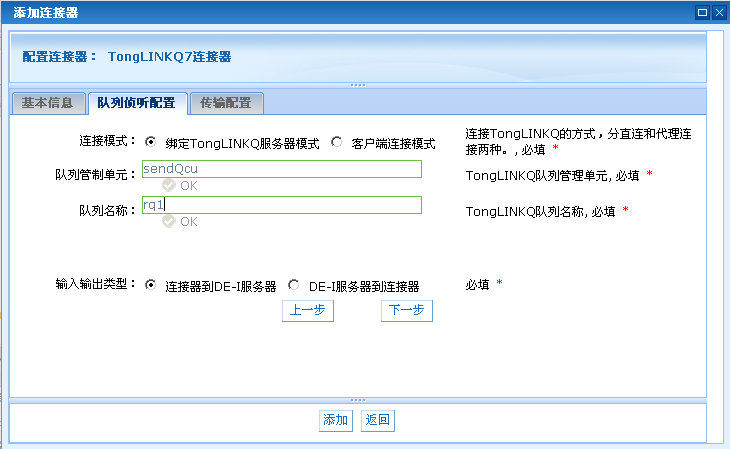 添加连接器
配置连接器： TongLINKQ7连接器
基本信息 队列侦听配置 传输配置
连接模式： 绑定TongLINKQ服务器模式 客户端连接模式 连接TongLINKQ的方式，分直连和代理连
接两种。, 必填 *
队列管制单元： sendQcu TongLINKQ队列管理单元, 必填 *
OK
队列名称： rq1 TongLINKQ队列名称, 必填 *
OK
输入输出类型： 连接器到DE-I服务器 DE-I服务器到连接器 必填 *
上一步 下一步
添加 返回